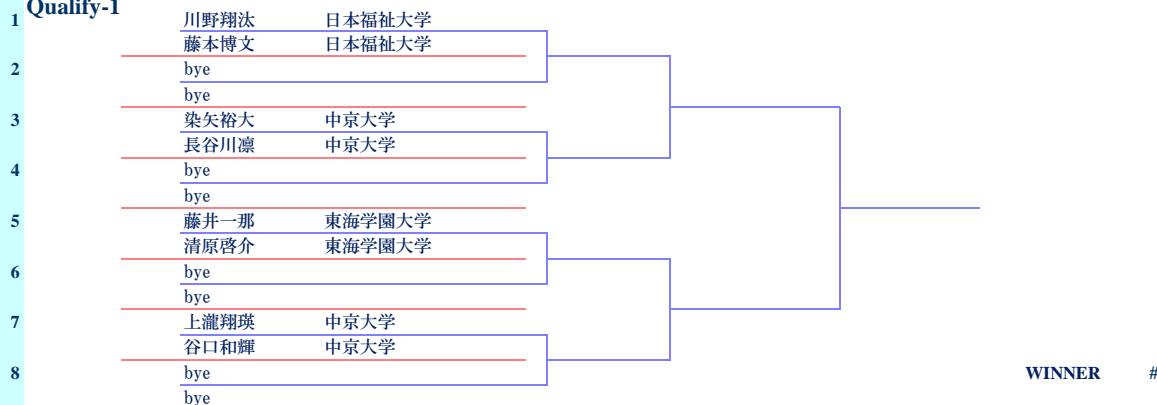 Qualify-1
1 川野翔汰 日本福祉大学
藤本博文 日本福祉大学
2 bye
bye
3 染矢裕大 中京大学
長谷川凛 中京大学
4 bye
bye
5 藤井一那 東海学園大学
清原啓介 東海学園大学
6 bye
bye
7 上瀧翔瑛 中京大学
谷口和輝 中京大学
8 bye WINNER #
bye